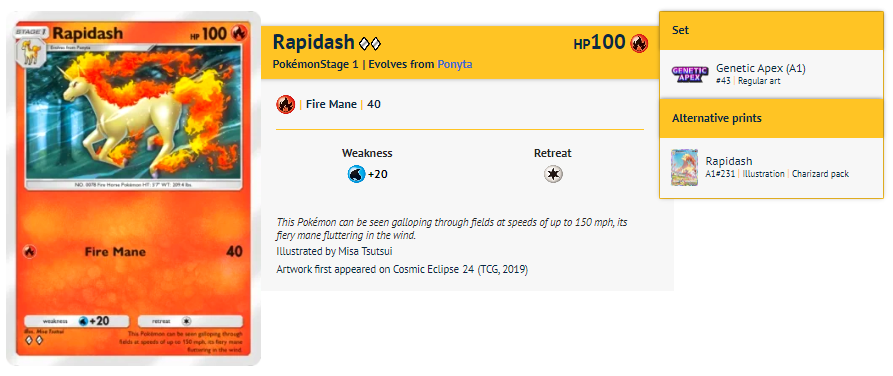 STAGE 1
Rapidash
HP 100
Evolves from Ponyta
NO. 0078 Fire Horse Pokémon HT: 5'7" WT: 209.4 lbs.
Fire Mane 40
weakness +20 retreat
Illus. Misa Tsutsui
This Pokémon can be seen galloping through
fields at speeds of up to 150 mph, its fiery mane
fluttering in the wind.
Rapidash
HP100
PokémonStage 1 | Evolves from Ponyta
Fire Mane | 40
Weakness Retreat
+20
This Pokémon can be seen galloping through fields at speeds of up to 150 mph, its
fiery mane fluttering in the wind.
Illustrated by Misa Tsutsui
Artwork first appeared on Cosmic Eclipse 24 (TCG, 2019)
Set
GENETIC
APEX
Genetic Apex (A1)
#43 | Regular art
Alternative prints
Rapidash
A1#231 | Illustration | Charizard pack